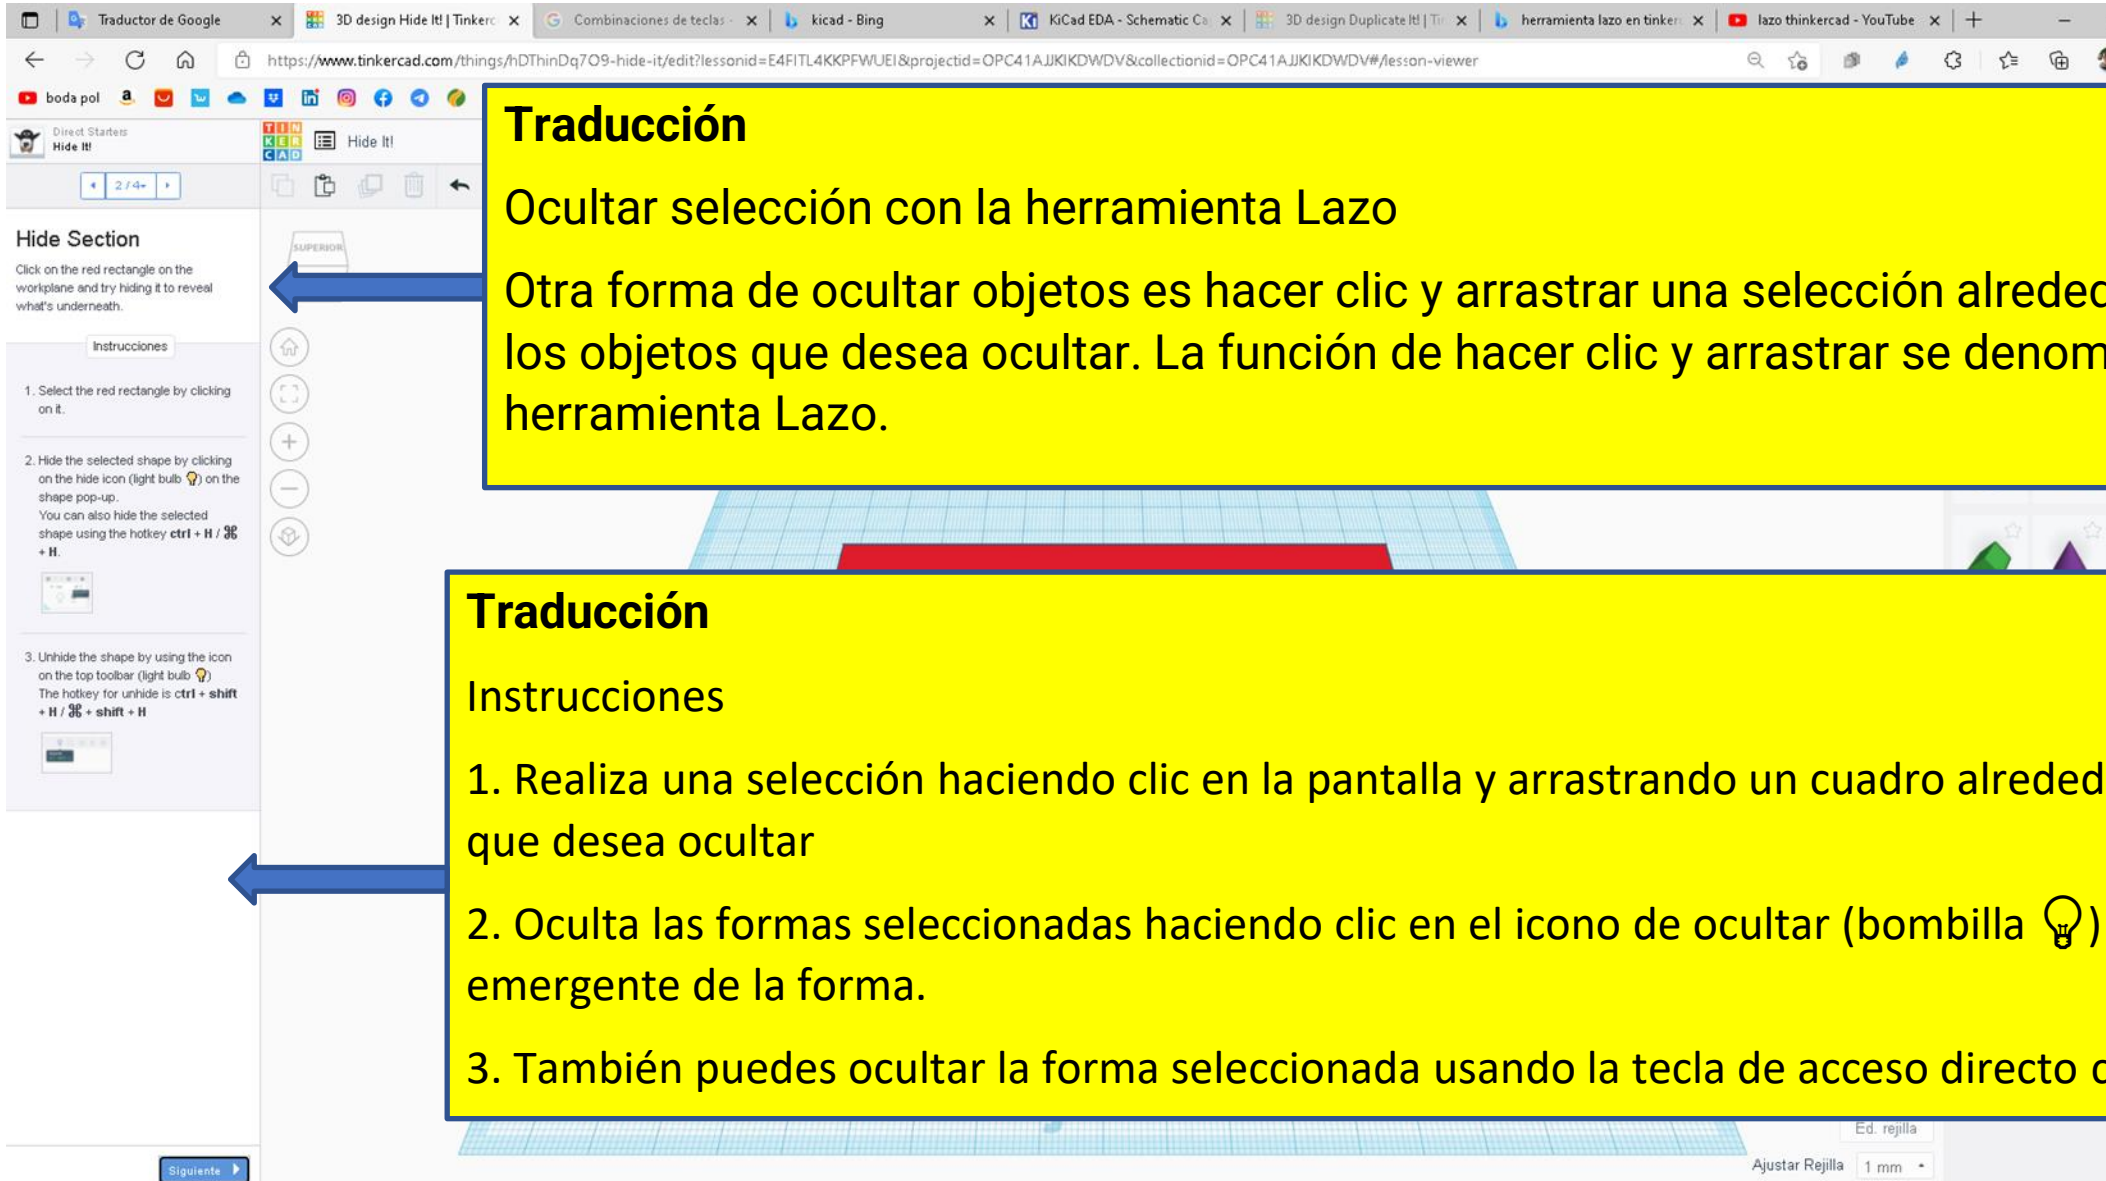 Traductor de Google
3D design Hide It! | Tinkerc
Combinaciones de teclas -
kicad - Bing
KiCad EDA - Schematic Ca
3D design Duplicate It! | Tin
herramienta lazo en tinker
lazo thinkercad - YouTube
https://www.tinkercad.com/things/hDThinDq7O9-hide-it/edit?lessonid=E4FITL4KKPFWUEI&projectid=OPC41AJJKIKDWDV&collectionid=OPC41AJJKIKDWDV#/lesson-viewer
boda pol
Direct Starters
Hide It!
TIN
KER
CAD
Hide It!
2 / 4
Hide Section
Click on the red rectangle on the
workplane and try hiding it to reveal
what's underneath.
Instrucciones
1. Select the red rectangle by clicking
on it.
2. Hide the selected shape by clicking
on the hide icon (light bulb 💡) on the
shape pop-up.
You can also hide the selected
shape using the hotkey ctrl + H / ⌘
+ H.
3. Unhide the shape by using the icon
on the top toolbar (light bulb 💡)
The hotkey for unhide is ctrl + shift
+ H / ⌘ + shift + H
Siguiente
SUPERIOR
Traducción
Ocultar selección con la herramienta Lazo
Otra forma de ocultar objetos es hacer clic y arrastrar una selección alreded
los objetos que desea ocultar. La función de hacer clic y arrastrar se denom
herramienta Lazo.
Traducción
Instrucciones
1. Realiza una selección haciendo clic en la pantalla y arrastrando un cuadro alreded
que desea ocultar
2. Oculta las formas seleccionadas haciendo clic en el icono de ocultar (bombilla 💡)
emergente de la forma.
3. También puedes ocultar la forma seleccionada usando la tecla de acceso directo c
Ed. rejilla
Ajustar Rejilla 1 mm